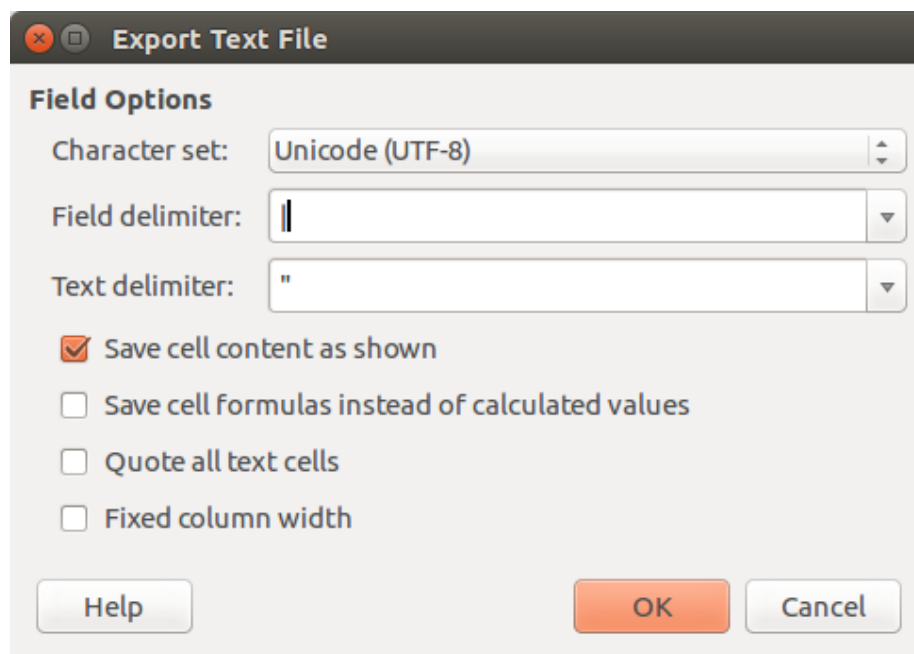 Export Text File
Field Options
Character set: Unicode (UTF-8)
Field delimiter: |
Text delimiter: "
Save cell content as shown
Save cell formulas instead of calculated values
Quote all text cells
Fixed column width
Help OK Cancel